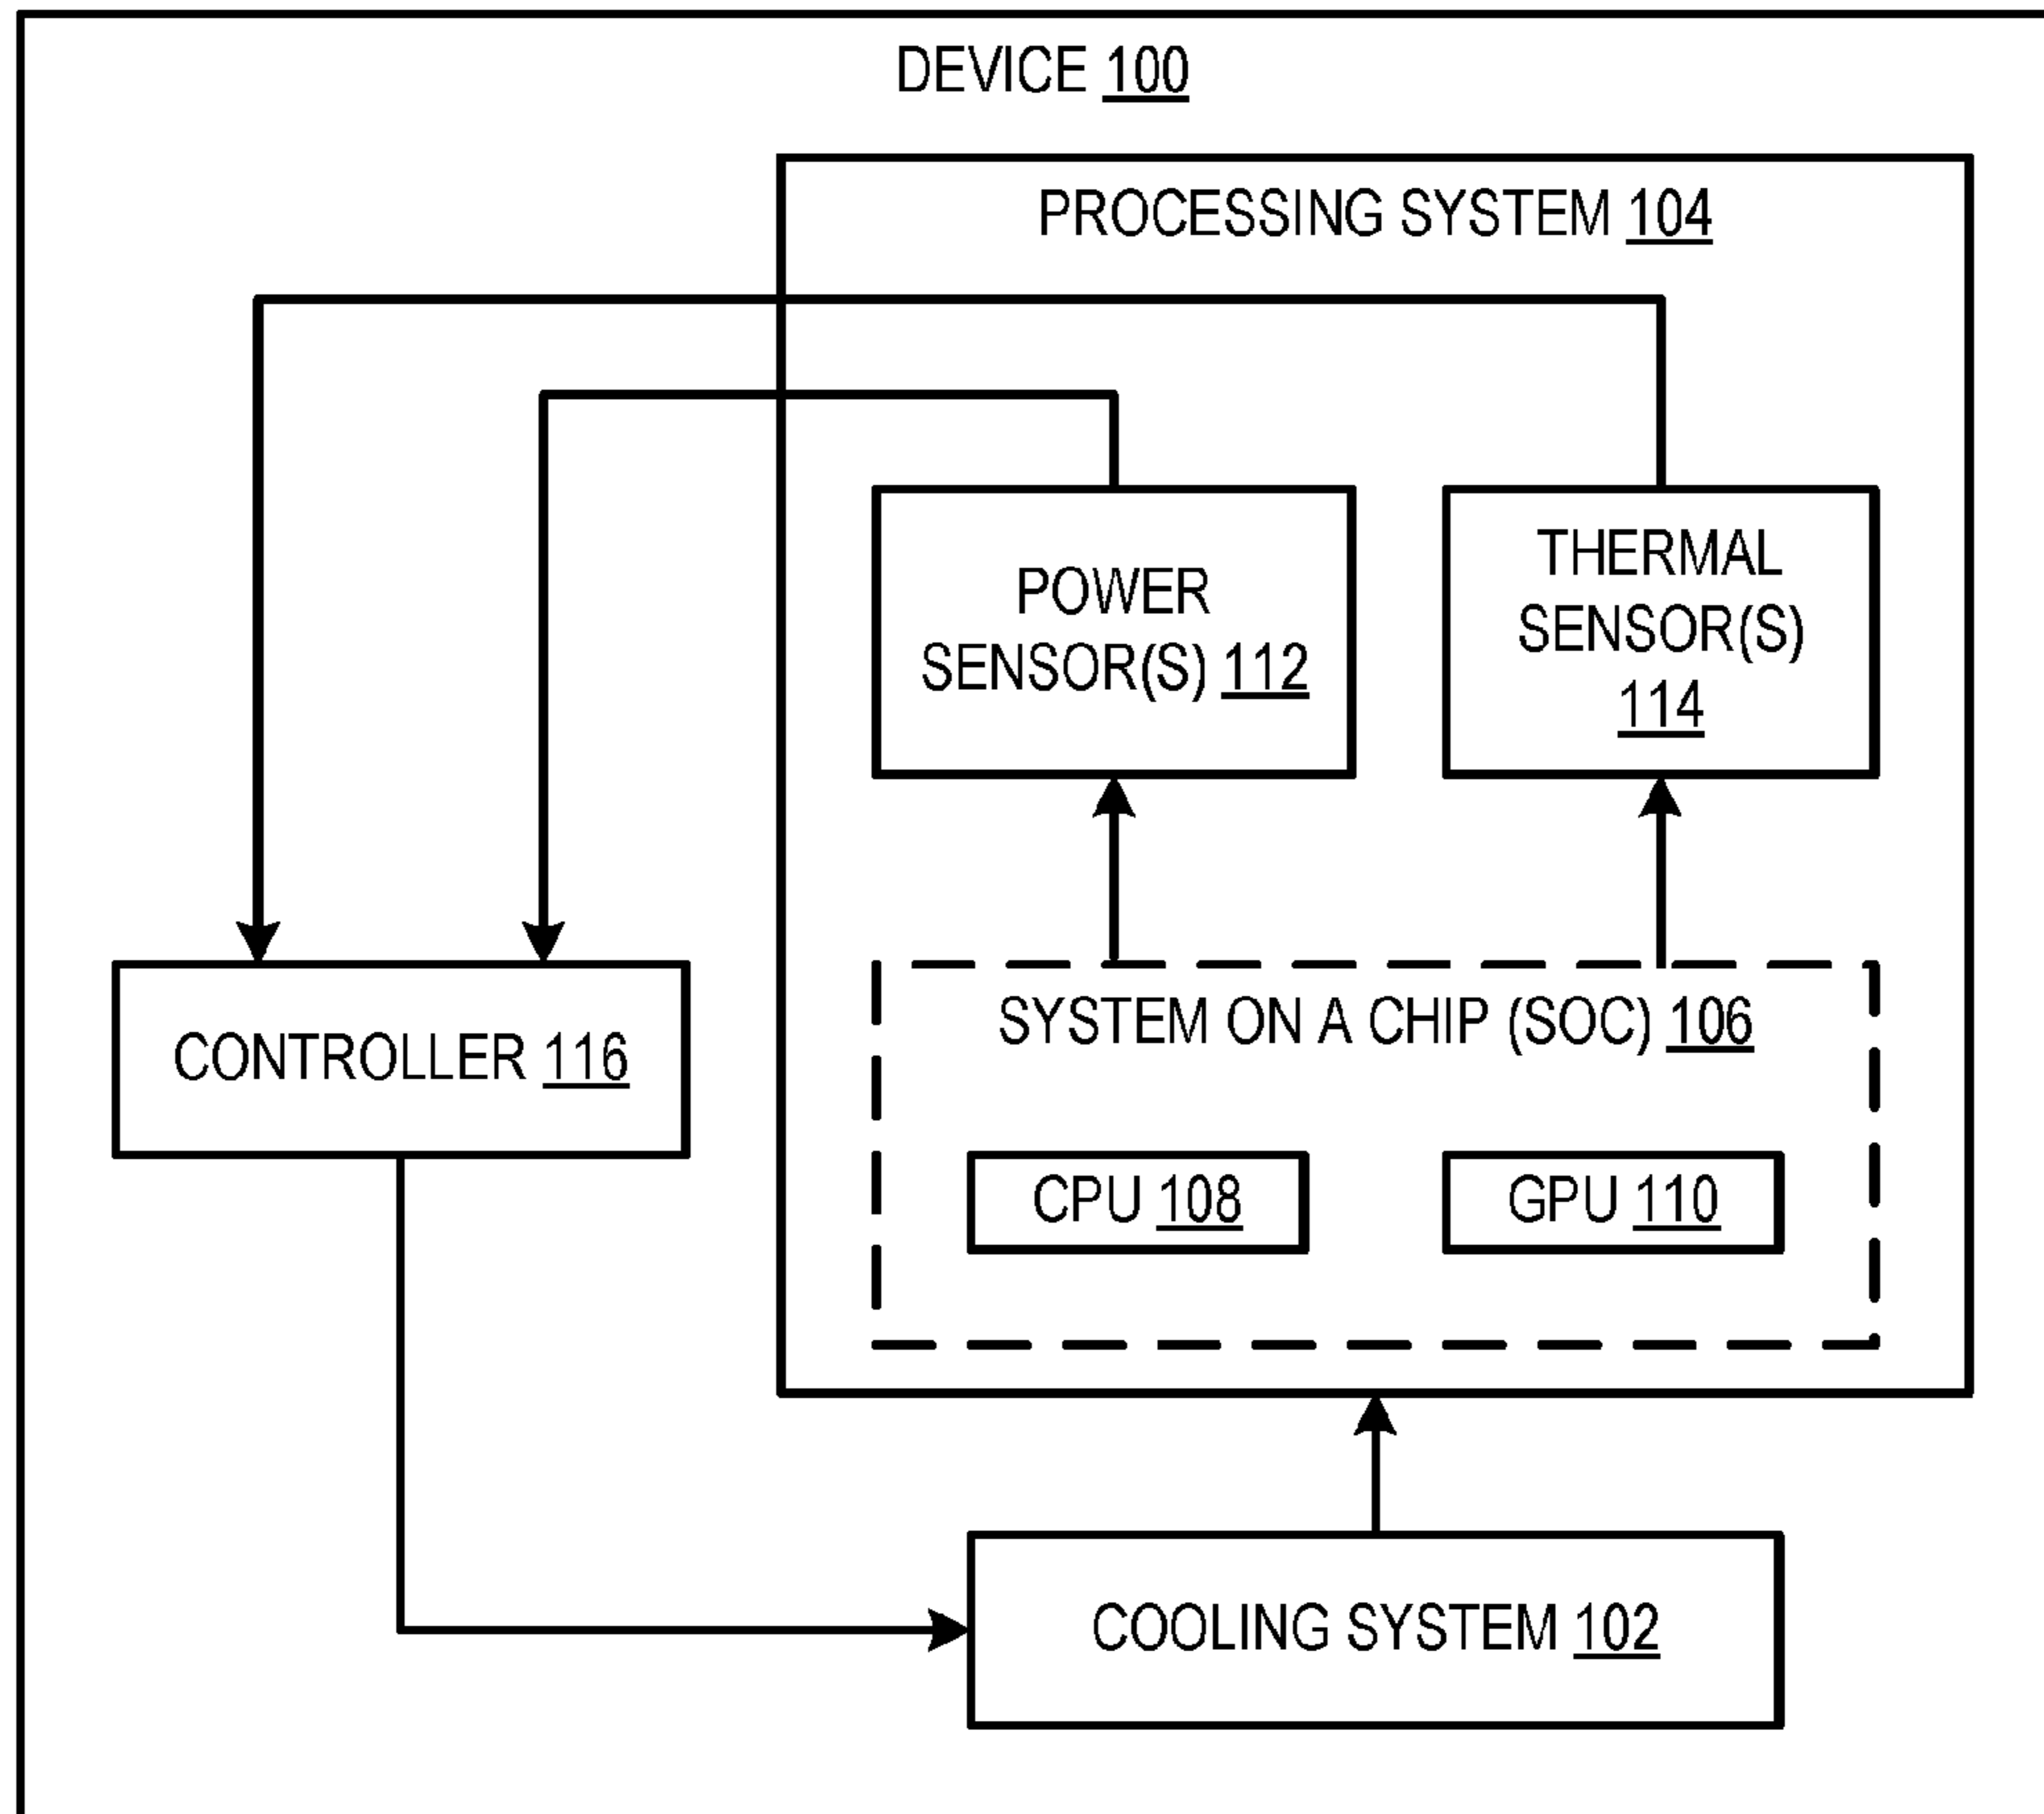 DEVICE 100
PROCESSING SYSTEM 104
POWER
SENSOR(S) 112
THERMAL
SENSOR(S)
114
CONTROLLER 116
SYSTEM ON A CHIP (SOC) 106
CPU 108
GPU 110
COOLING SYSTEM 102